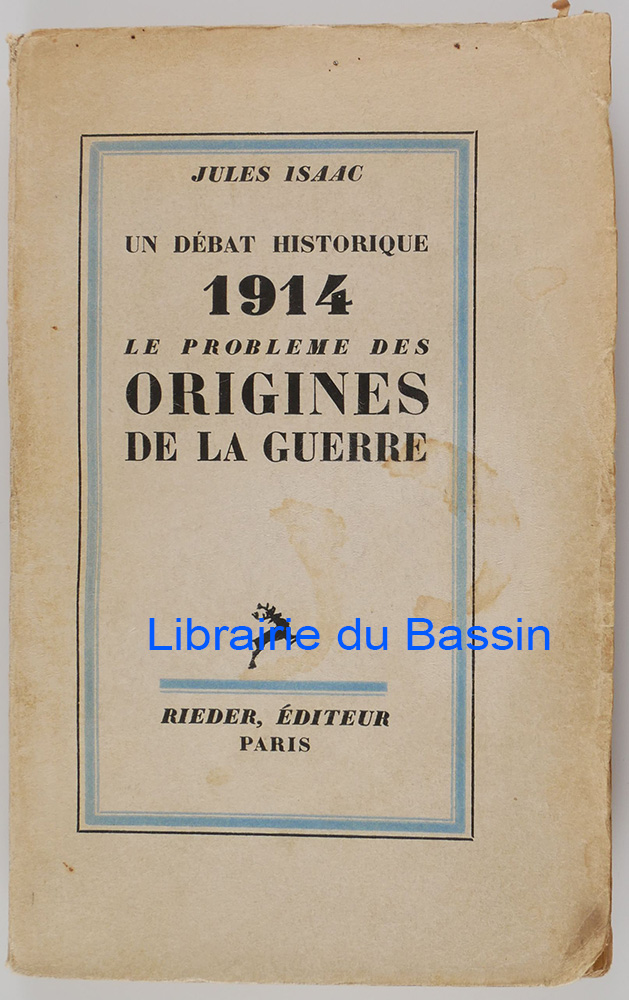 JULES ISAAC
UN DÉBAT HISTORIQUE
1914
LE PROBLEME DES
ORIGINES
DE LA GUERRE
Librairie du Bassin
RIEDER, ÉDITEUR
PARIS